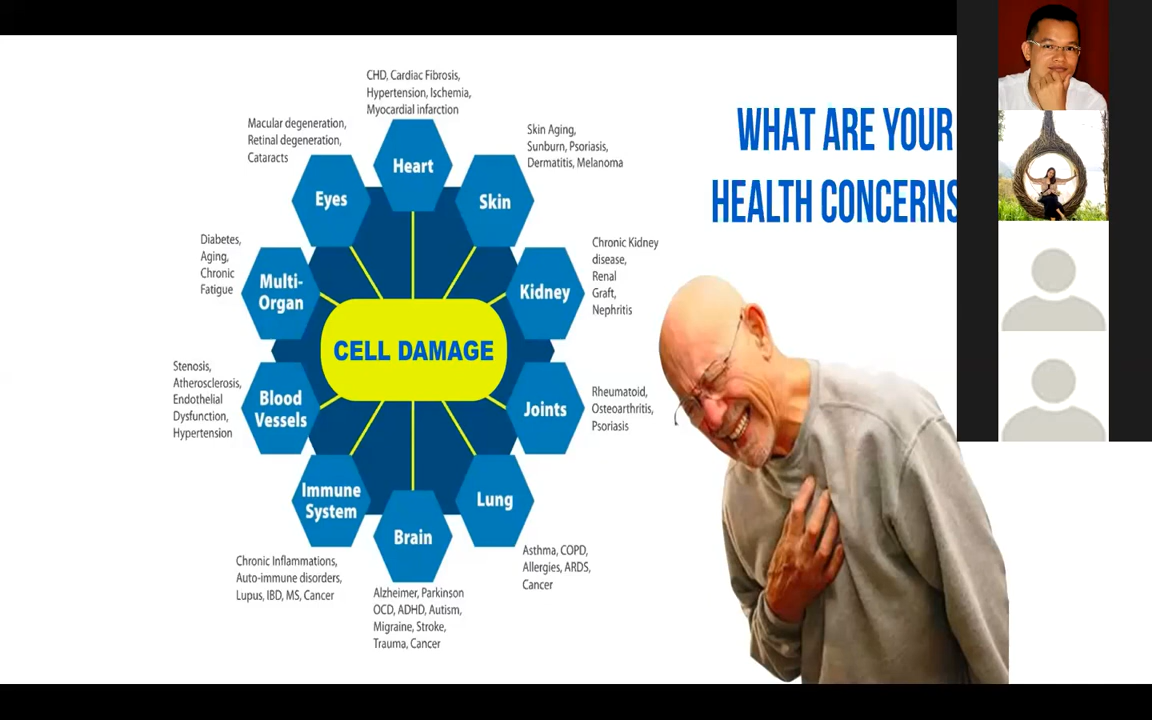 WHAT ARE YOUR
HEALTH CONCERNS
CHD, Cardiac Fibrosis,
Hypertension, Ischemia,
Myocardial infarction
Heart
Skin Aging,
Sunburn, Psoriasis,
Dermatitis, Melanoma
Skin
Chronic Kidney
disease,
Renal
Graft,
Nephritis
Kidney
Rheumatoid,
Osteoarthritis,
Psoriasis
Joints
Asthma, COPD,
Allergies, ARDS,
Cancer
Lung
Brain
Alzheimer, Parkinson
OCD, ADHD, Autism,
Migraine, Stroke,
Trauma, Cancer
Immune
System
Chronic Inflammations,
Auto-immune disorders,
Lupus, IBD, MS, Cancer
Blood
Vessels
Stenosis,
Atherosclerosis,
Endothelial
Dysfunction,
Hypertension
Multi-
Organ
Diabetes,
Aging,
Chronic
Fatigue
Eyes
Macular degeneration,
Retinal degeneration,
Cataracts
CELL DAMAGE